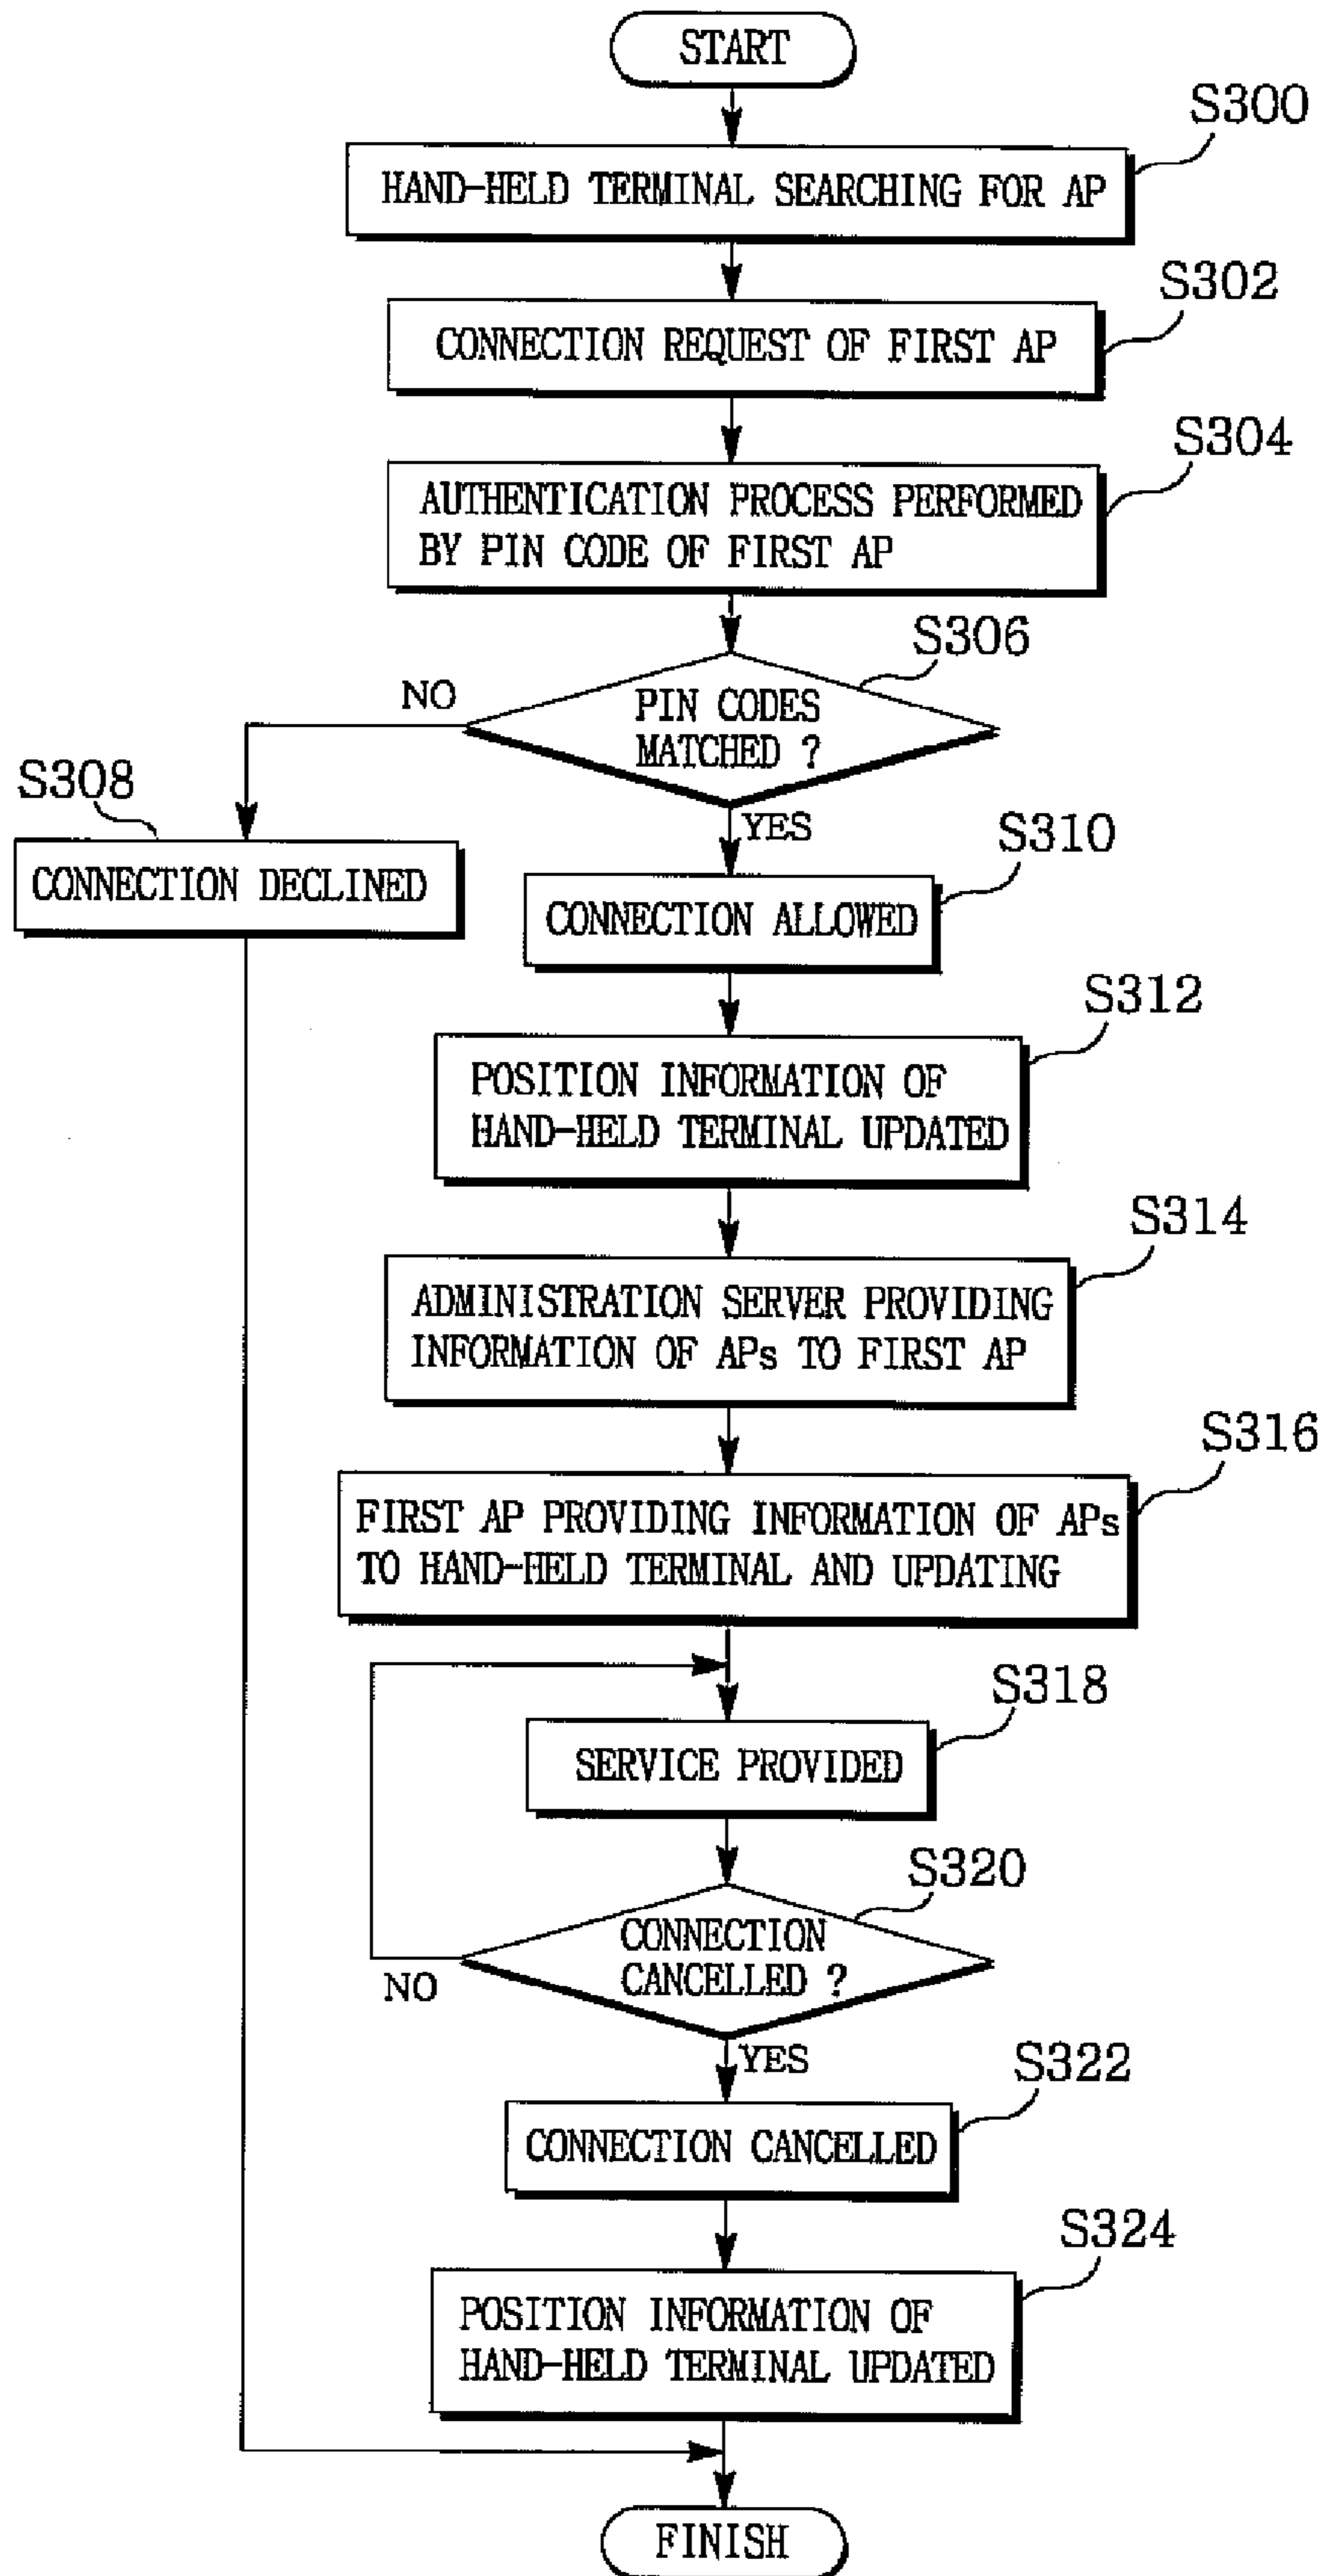 START
S300
HAND-HELD TERMINAL SEARCHING FOR AP
S302
CONNECTION REQUEST OF FIRST AP
S304
AUTHENTICATION PROCESS PERFORMED
BY PIN CODE OF FIRST AP
S306
NO
PIN CODES
MATCHED ?
S308
YES
CONNECTION DECLINED
S310
CONNECTION ALLOWED
S312
POSITION INFORMATION OF
HAND-HELD TERMINAL UPDATED
S314
ADMINISTRATION SERVER PROVIDING
INFORMATION OF APs TO FIRST AP
S316
FIRST AP PROVIDING INFORMATION OF APs
TO HAND-HELD TERMINAL AND UPDATING
S318
SERVICE PROVIDED
S320
CONNECTION
CANCELLED ?
NO
YES
S322
CONNECTION CANCELLED
S324
POSITION INFORMATION OF
HAND-HELD TERMINAL UPDATED
FINISH